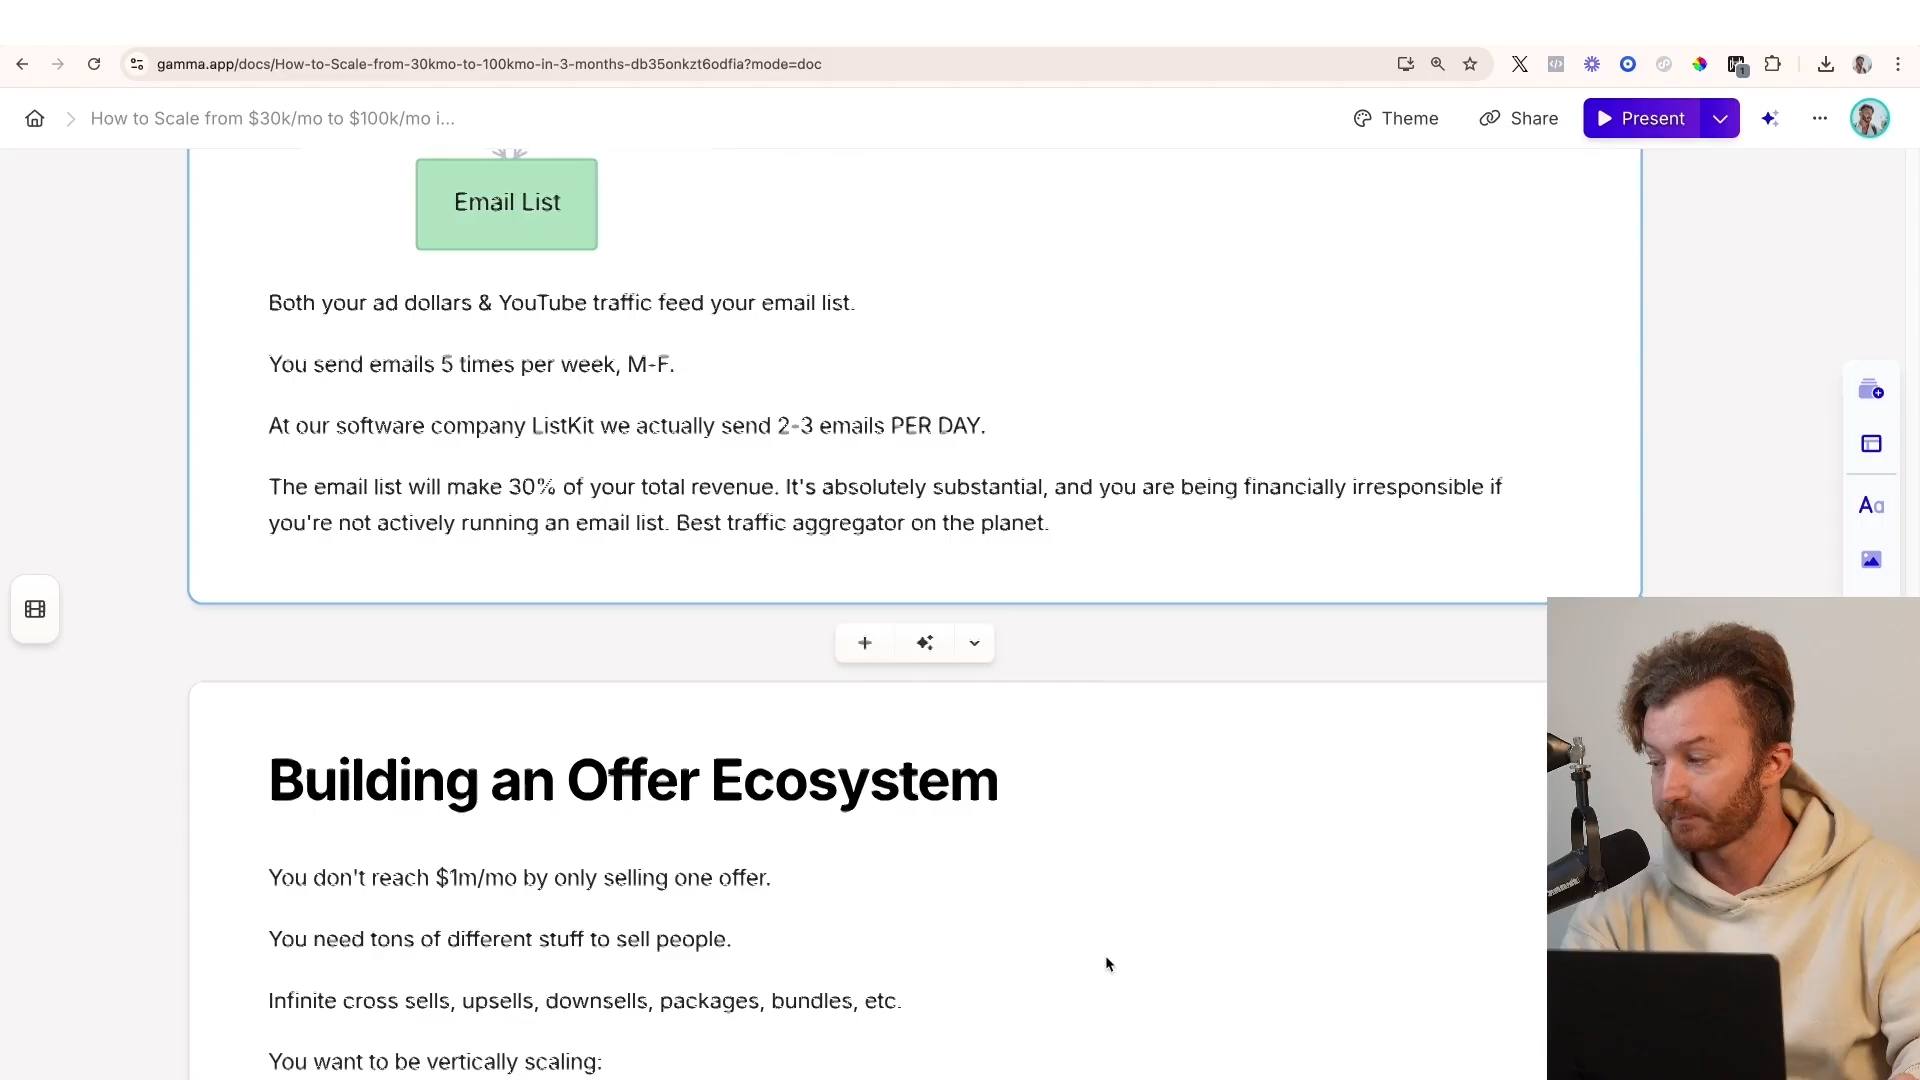 gamma.app/docs/How-to-Scale-from-30kmo-to-100kmo-in-3-months-db35onkzt6odfia?mode=doc
1
How to Scale from $30k/mo to $100k/mo i...
Theme
Share
Present
Email List
Both your ad dollars & YouTube traffic feed your email list.
You send emails 5 times per week, M-F.
At our software company ListKit we actually send 2-3 emails PER DAY.
The email list will make 30% of your total revenue. It's absolutely substantial, and you are being financially irresponsible if
you're not actively running an email list. Best traffic aggregator on the planet.
Aa
Building an Offer Ecosystem
You don't reach $1m/mo by only selling one offer.
You need tons of different stuff to sell people.
Infinite cross sells, upsells, downsells, packages, bundles, etc.
You want to be vertically scaling: